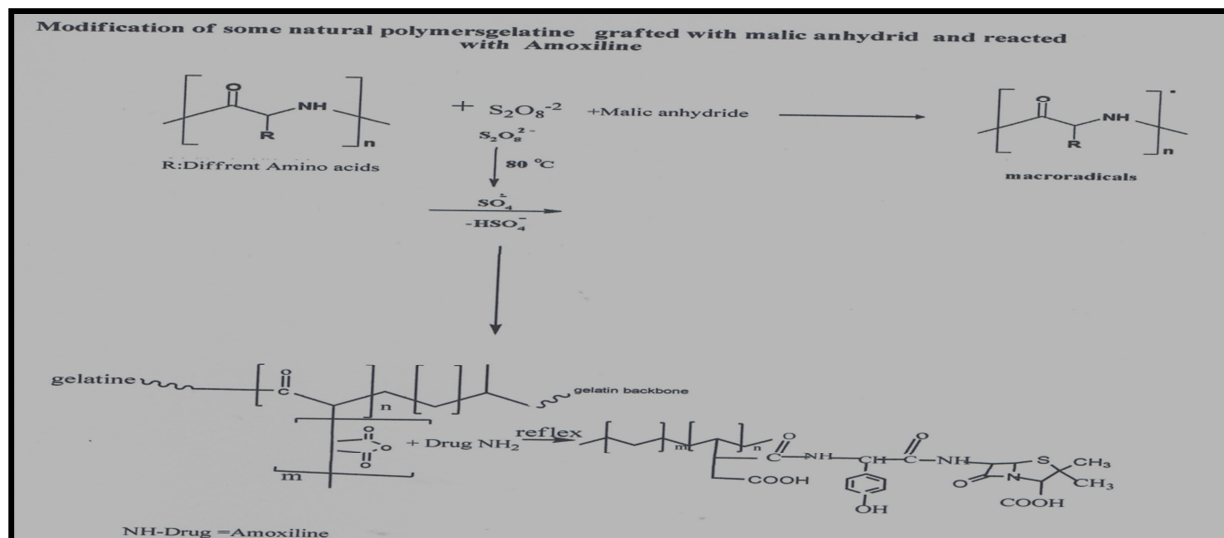 Modification of some natural polymersgelatine grafted with malic anhydrid and reacted
with Amoxiline
O
NH
R
n
+ S₂O₈⁻² +Malic anhydride
O
NH
R
n
•
R:Diffrent Amino acids
S₂O₈²⁻
80 °C
macroradicals
SO₄
-HSO₄⁻
gelatine
O
C
n
gelatin backbone
O
O
O
m
+ Drug NH₂
reflex
m
n
O
C
NH
CH
O
C
NH
S
CH₃
CH₃
N
O
COOH
COOH
OH
NH-Drug =Amoxiline